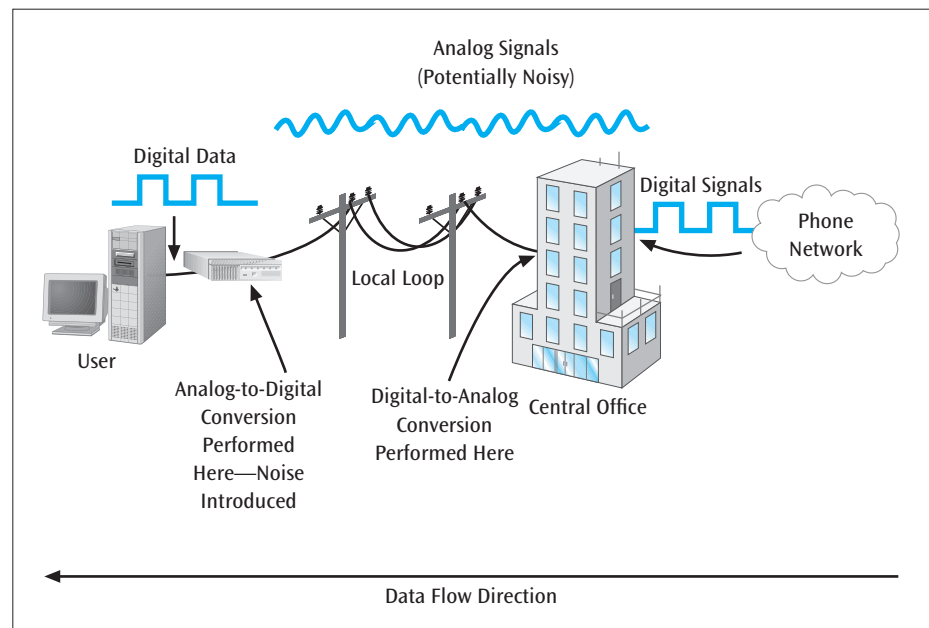 Analog Signals
(Potentially Noisy)
Digital Data
Digital Signals
Phone
Network
Local Loop
User
Analog-to-Digital
Conversion
Performed
Here—Noise
Introduced
Digital-to-Analog
Conversion
Performed Here
Central Office
Data Flow Direction